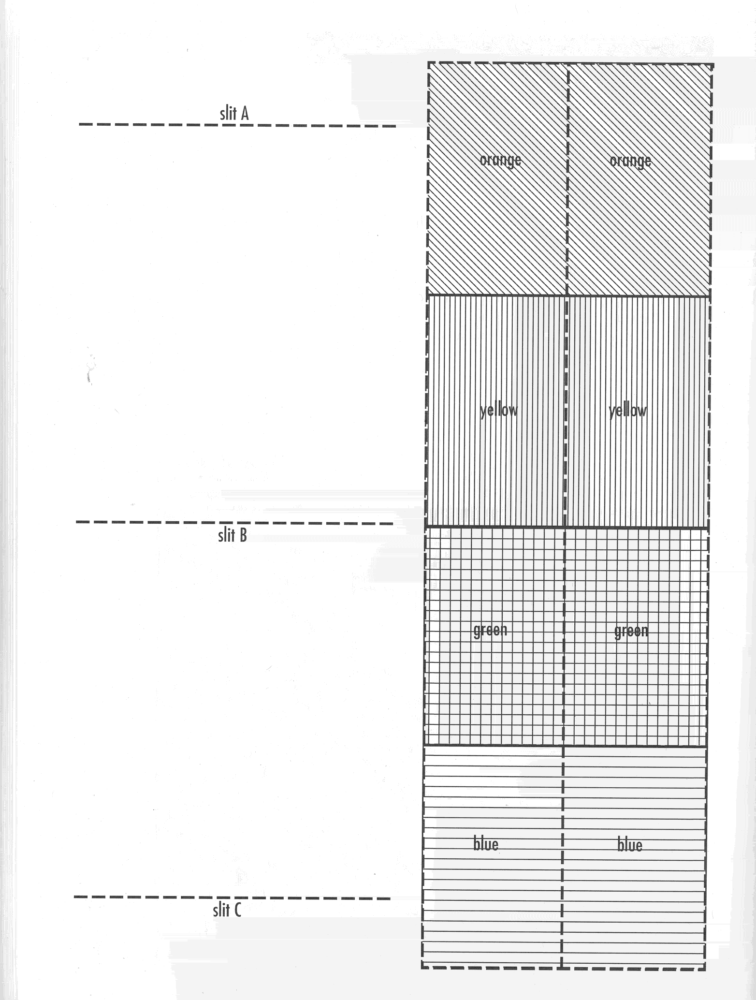 slit A
orange orange
yellow yellow
slit B
green green
blue blue
slit C